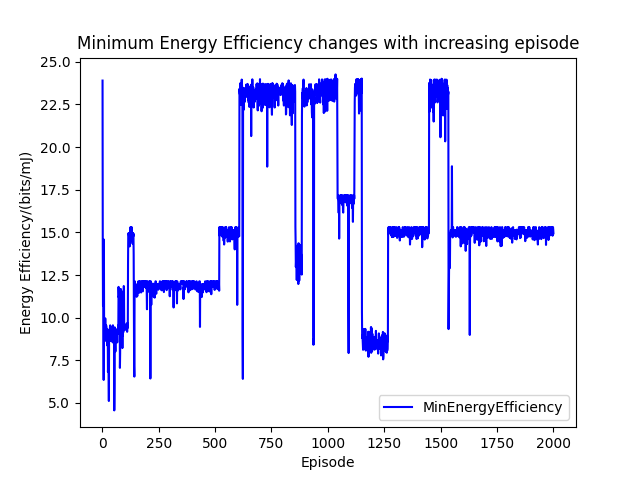 Minimum Energy Efficiency changes with increasing episode
Energy Efficiency/(bits/mJ)
25.0
22.5
20.0
17.5
15.0
12.5
10.0
7.5
5.0
MinEnergyEfficiency
0 250 500 750 1000 1250 1500 1750 2000
Episode